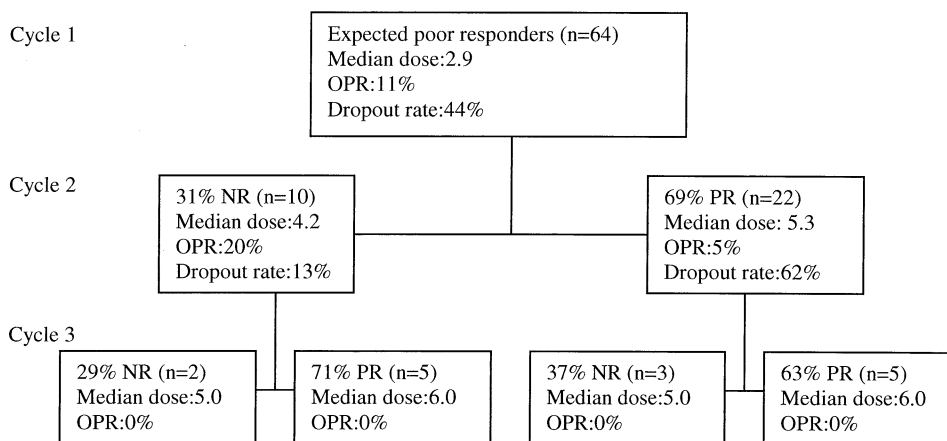 Cycle 1
Expected poor responders (n=64)
Median dose:2.9
OPR:11%
Dropout rate:44%
Cycle 2
31% NR (n=10)
Median dose:4.2
OPR:20%
Dropout rate:13%
69% PR (n=22)
Median dose: 5.3
OPR:5%
Dropout rate:62%
Cycle 3
29% NR (n=2)
Median dose:5.0
OPR:0%
71% PR (n=5)
Median dose:6.0
OPR:0%
37% NR (n=3)
Median dose:5.0
OPR:0%
63% PR (n=5)
Median dose:6.0
OPR:0%